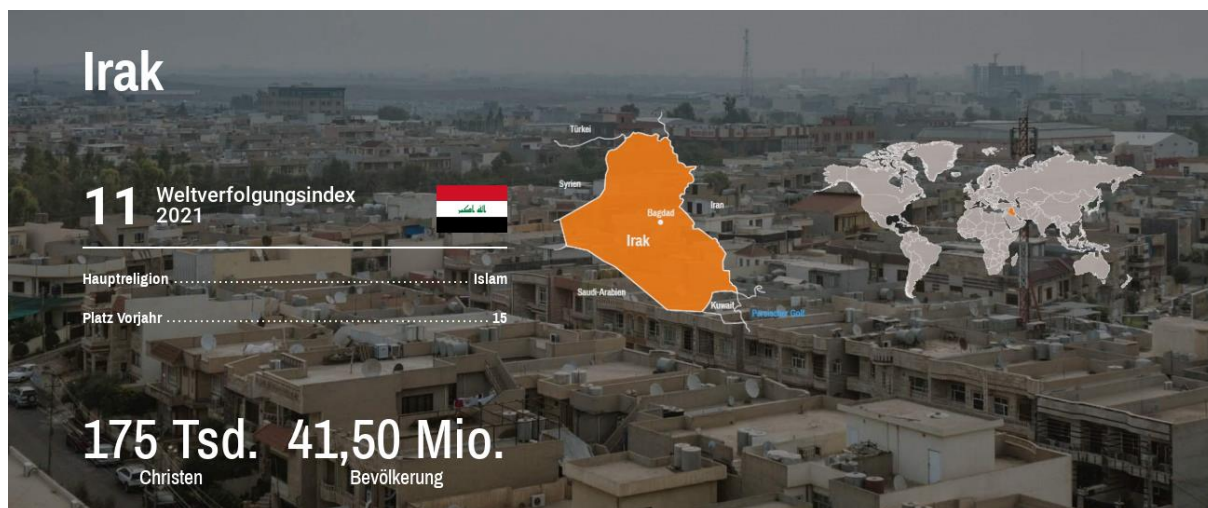 Irak
11 Weltverfolgungsindex
2021
Hauptreligion Islam
Platz Vorjahr 15
175 Tsd. 41,50 Mio.
Christen Bevölkerung
Türkei
Syrien
Iran
Bagdad
Irak
Saudi-Arabien
Kuwait
Persischer Golf